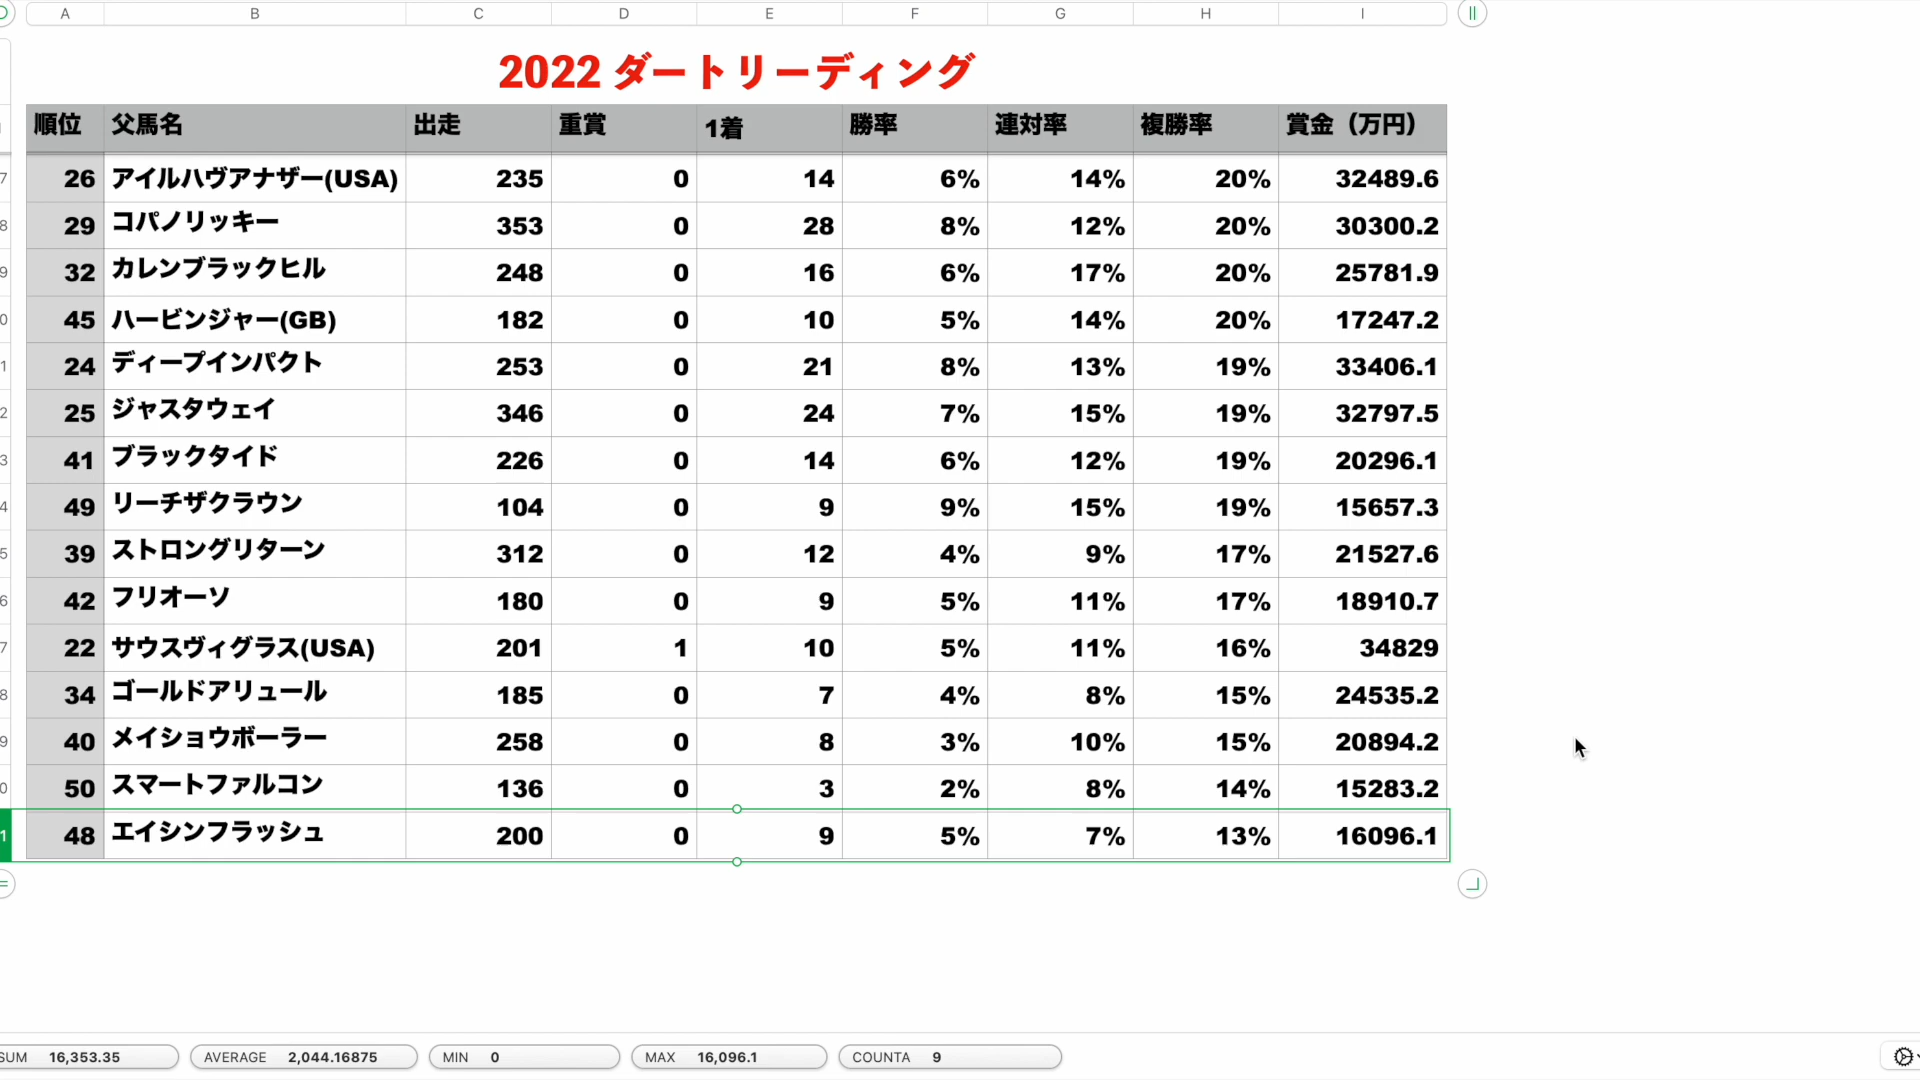 A B C D E F G H I
2022 ダートリーディング
順位 父馬名 出走 重賞 1着 勝率 連対率 複勝率 賞金（万円）
7 26 アイルハヴアナザー(USA) 235 0 14 6% 14% 20% 32489.6
8 29 コパノリッキー 353 0 28 8% 12% 20% 30300.2
9 32 カレンブラックヒル 248 0 16 6% 17% 20% 25781.9
0 45 ハービンジャー(GB) 182 0 10 5% 14% 20% 17247.2
1 24 ディープインパクト 253 0 21 8% 13% 19% 33406.1
2 25 ジャスタウェイ 346 0 24 7% 15% 19% 32797.5
3 41 ブラックタイド 226 0 14 6% 12% 19% 20296.1
4 49 リーチザクラウン 104 0 9 9% 15% 19% 15657.3
5 39 ストロングリターン 312 0 12 4% 9% 17% 21527.6
6 42 フリオーソ 180 0 9 5% 11% 17% 18910.7
7 22 サウスヴィグラス(USA) 201 1 10 5% 11% 16% 34829
8 34 ゴールドアリュール 185 0 7 4% 8% 15% 24535.2
9 40 メイショウボーラー 258 0 8 3% 10% 15% 20894.2
0 50 スマートファルコン 136 0 3 2% 8% 14% 15283.2
1 48 エイシンフラッシュ 200 0 9 5% 7% 13% 16096.1
SUM 16,353.35 AVERAGE 2,044.16875 MIN 0 MAX 16,096.1 COUNTA 9